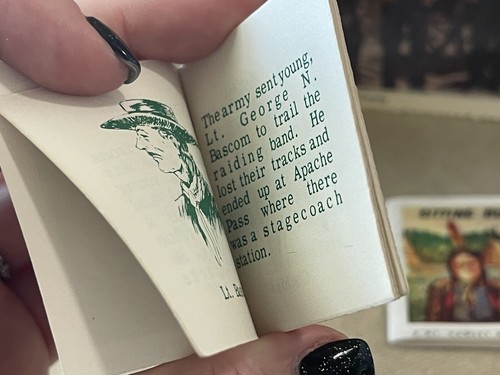 The army sent young,
Lt. George N.
Bascom to trail the
raiding band. He
lost their tracks and
ended up at Apache
Pass where there
was a stagecoach
station.
Lt.